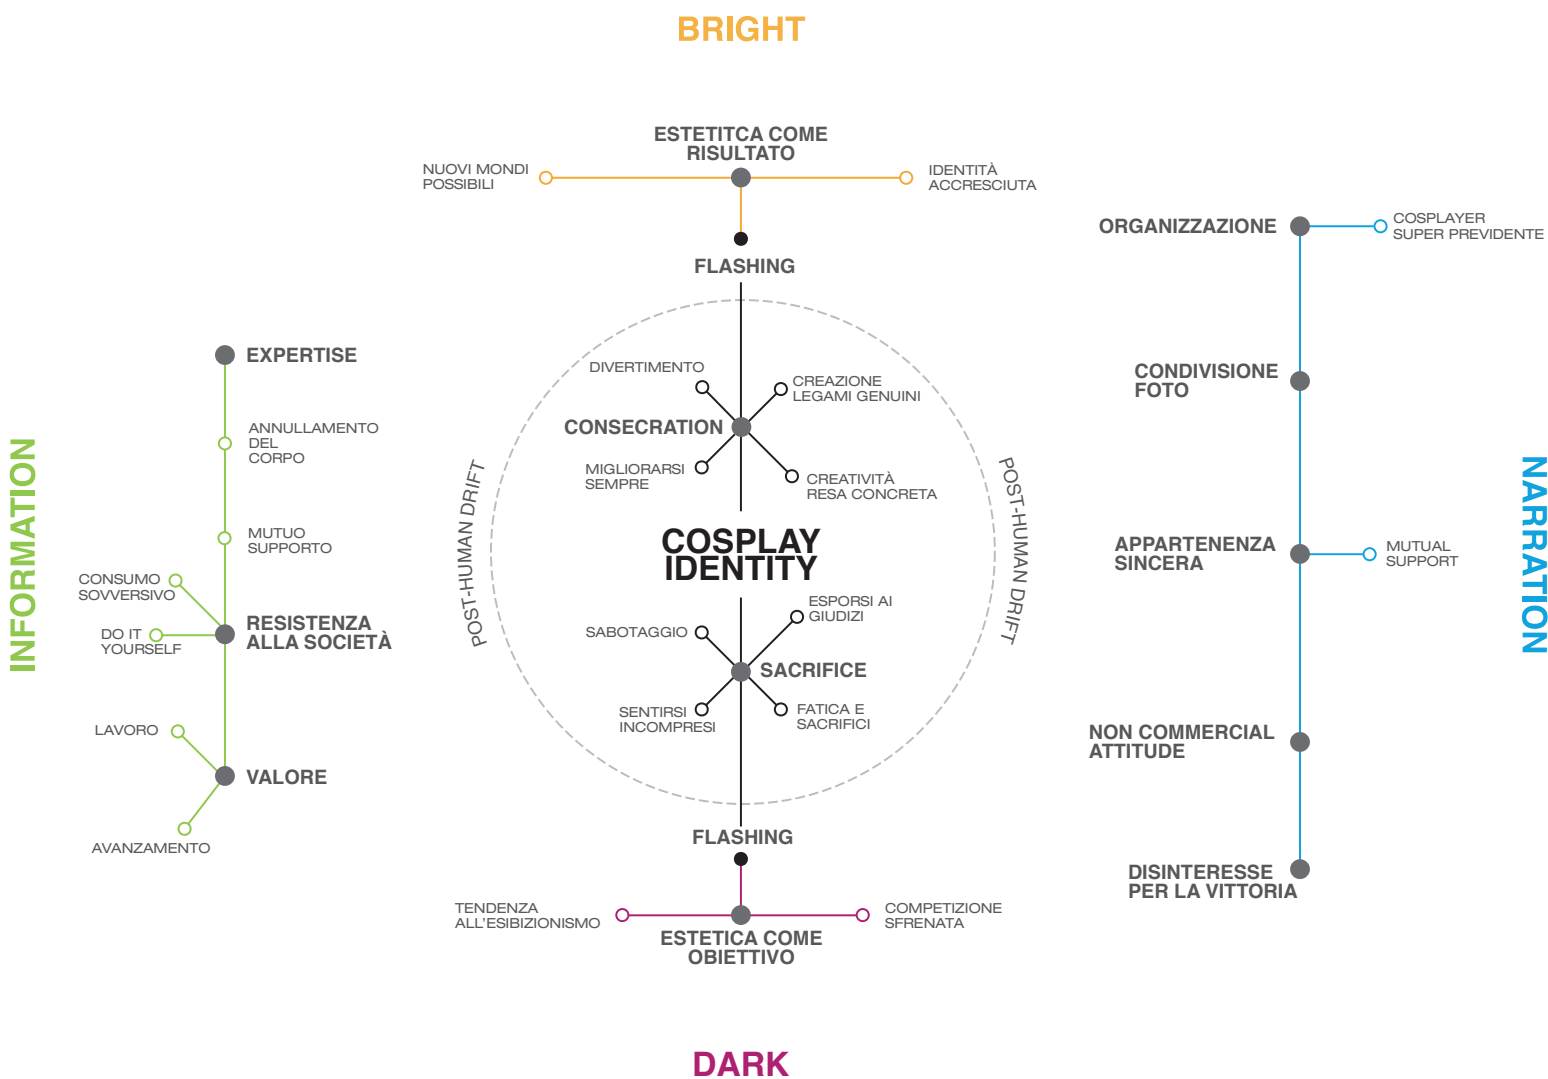 BRIGHT
ESTETITCA COME
RISULTATO
NUOVI MONDI
POSSIBILI
IDENTITÀ
ACCRESCIUTA
FLASHING
DIVERTIMENTO
CREAZIONE
LEGAMI GENUINI
CONSECRATION
MIGLIORARSI
SEMPRE
CREATIVITÀ
RESA CONCRETA
POST-HUMAN DRIFT
POST-HUMAN DRIFT
COSPLAY
IDENTITY
ESPORSI AI
GIUDIZI
SABOTAGGIO
SACRIFICE
SENTIRSI
INCOMPRESI
FATICA E
SACRIFICI
FLASHING
TENDENZA
ALL'ESIBIZIONISMO
COMPETIZIONE
SFRENATA
ESTETICA COME
OBIETTIVO
DARK
INFORMATION
EXPERTISE
ANNULLAMENTO
DEL
CORPO
MUTUO
SUPPORTO
CONSUMO
SOVVERSIVO
DO IT
YOURSELF
RESISTENZA
ALLA SOCIETÀ
LAVORO
VALORE
AVANZAMENTO
NARRATION
ORGANIZZAZIONE
COSPLAYER
SUPER PREVIDENTE
CONDIVISIONE
FOTO
APPARTENENZA
SINCERA
MUTUAL
SUPPORT
NON COMMERCIAL
ATTITUDE
DISINTERESSE
PER LA VITTORIA